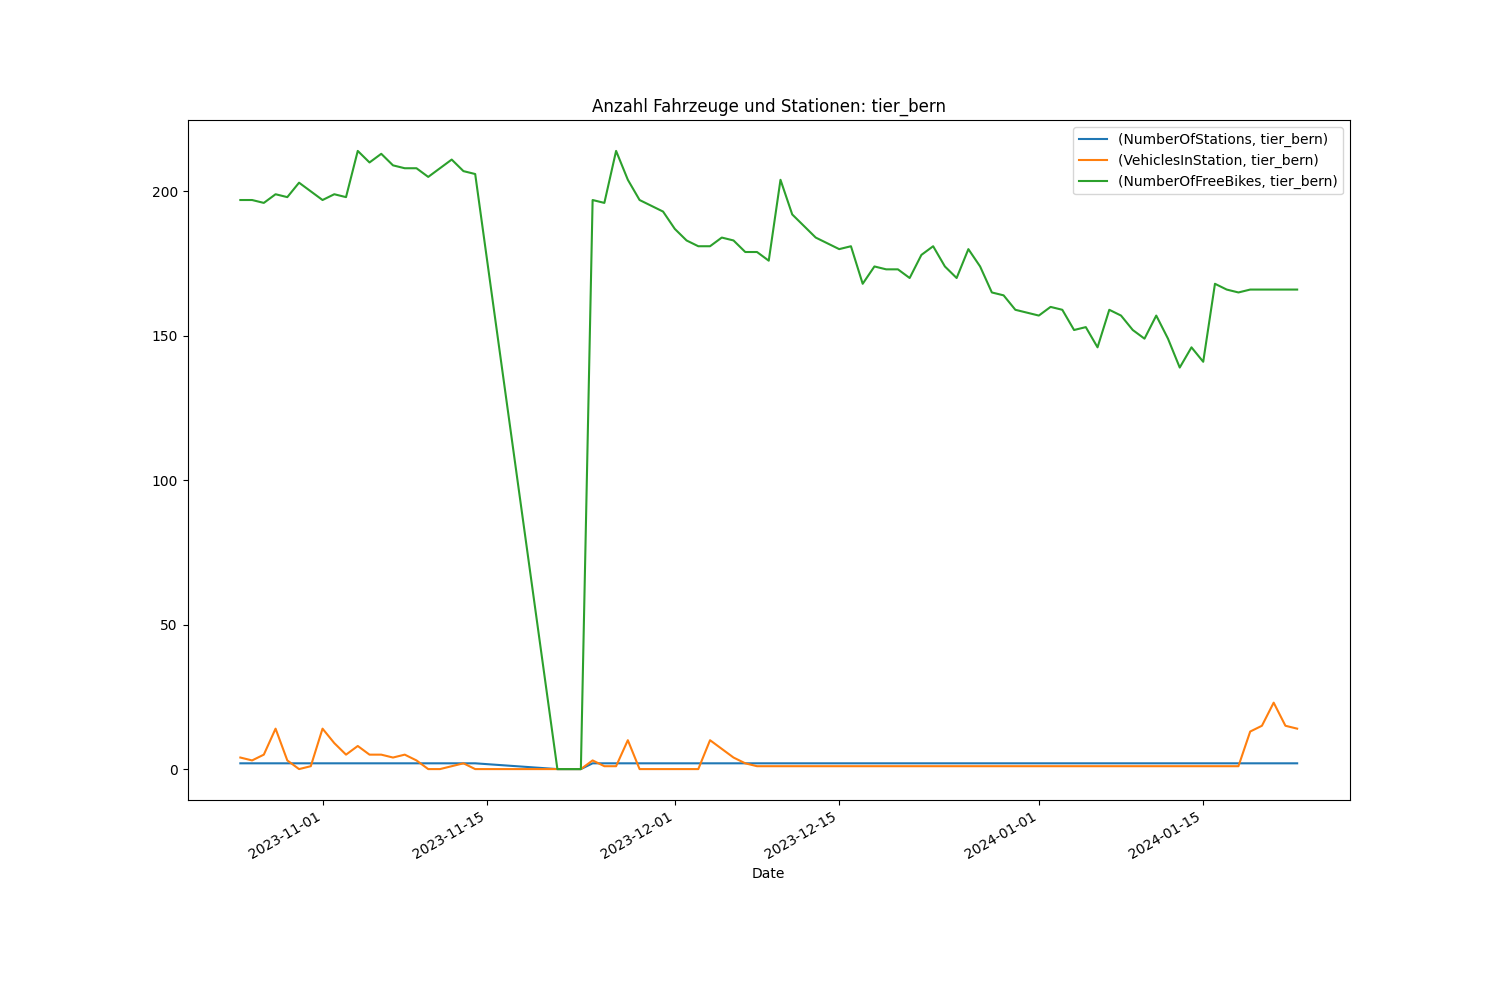 Anzahl Fahrzeuge und Stationen: tier_bern
(NumberOfStations, tier_bern)
(VehiclesInStation, tier_bern)
(NumberOfFreeBikes, tier_bern)
200
150
100
50
0
2023-11-01
2023-11-15
2023-12-01
2023-12-15
2024-01-01
2024-01-15
Date